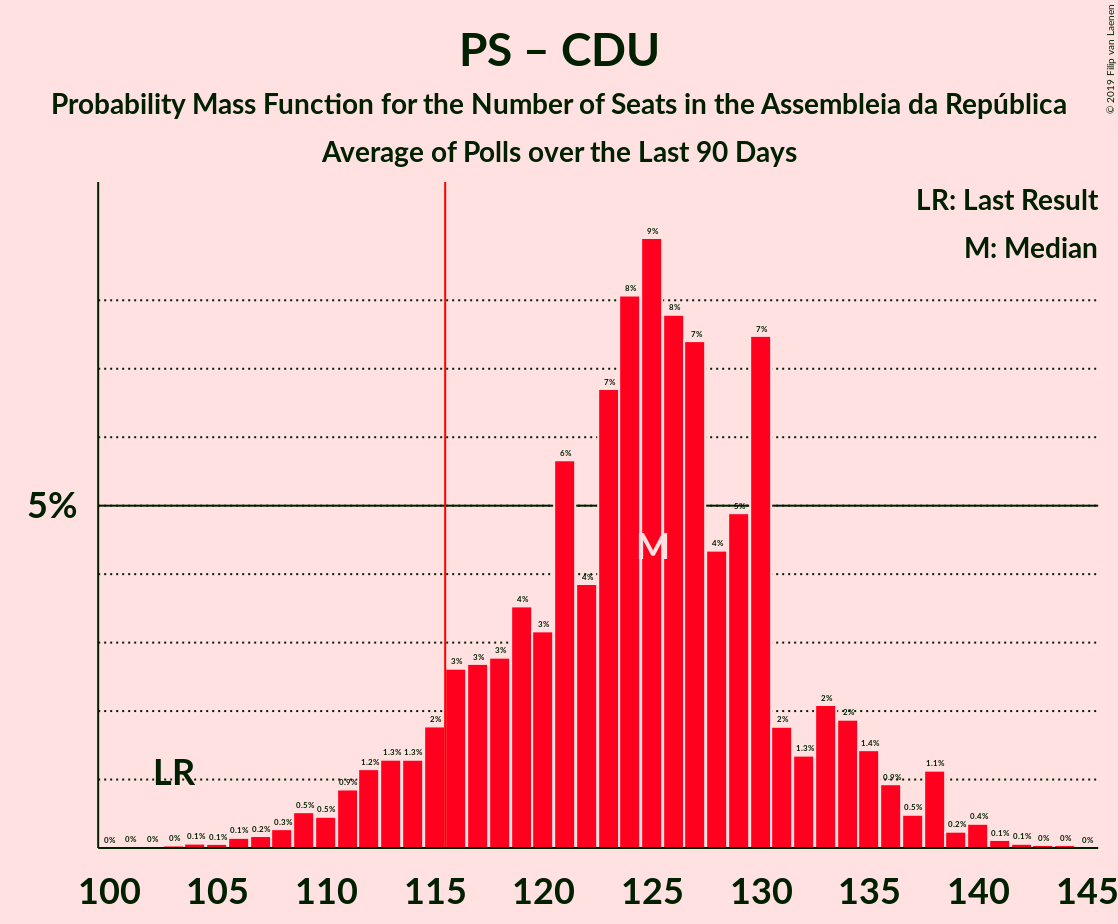 PS – CDU
Probability Mass Function for the Number of Seats in the Assembleia da República
Average of Polls over the Last 90 Days
© 2019 Filip van Laenen
LR: Last Result
M: Median
5%
0% 0% 0% 0% 0.1% 0.1% 0.1% 0.2% 0.3% 0.5% 0.5% 0.9% 1.2% 1.3% 1.3% 2% 3% 3% 3% 4% 3% 6% 4% 7% 8% 9% 8% 7% 4% 5% 7% 2% 1.3% 2% 2% 1.4% 0.9% 0.5% 1.1% 0.2% 0.4% 0.1% 0.1% 0% 0% 0%
M
LR
100 105 110 115 120 125 130 135 140 145